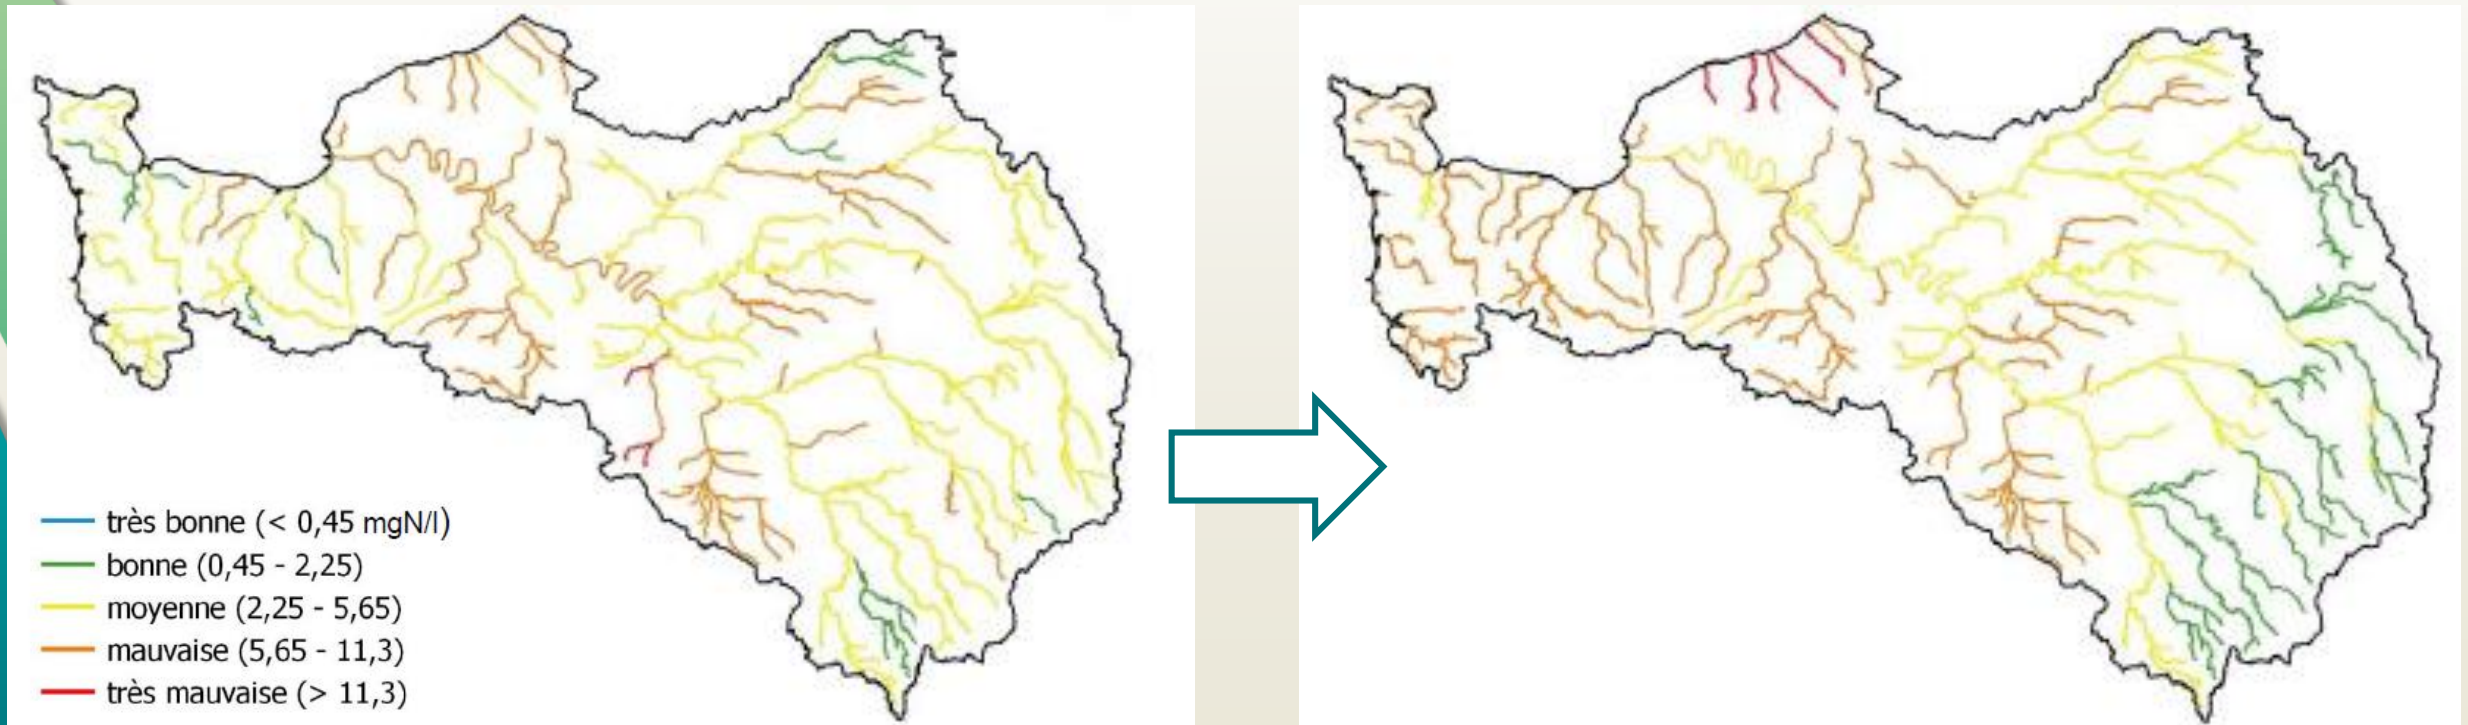 très bonne (< 0,45 mgN/l)
bonne (0,45 - 2,25)
moyenne (2,25 - 5,65)
mauvaise (5,65 - 11,3)
très mauvaise (> 11,3)